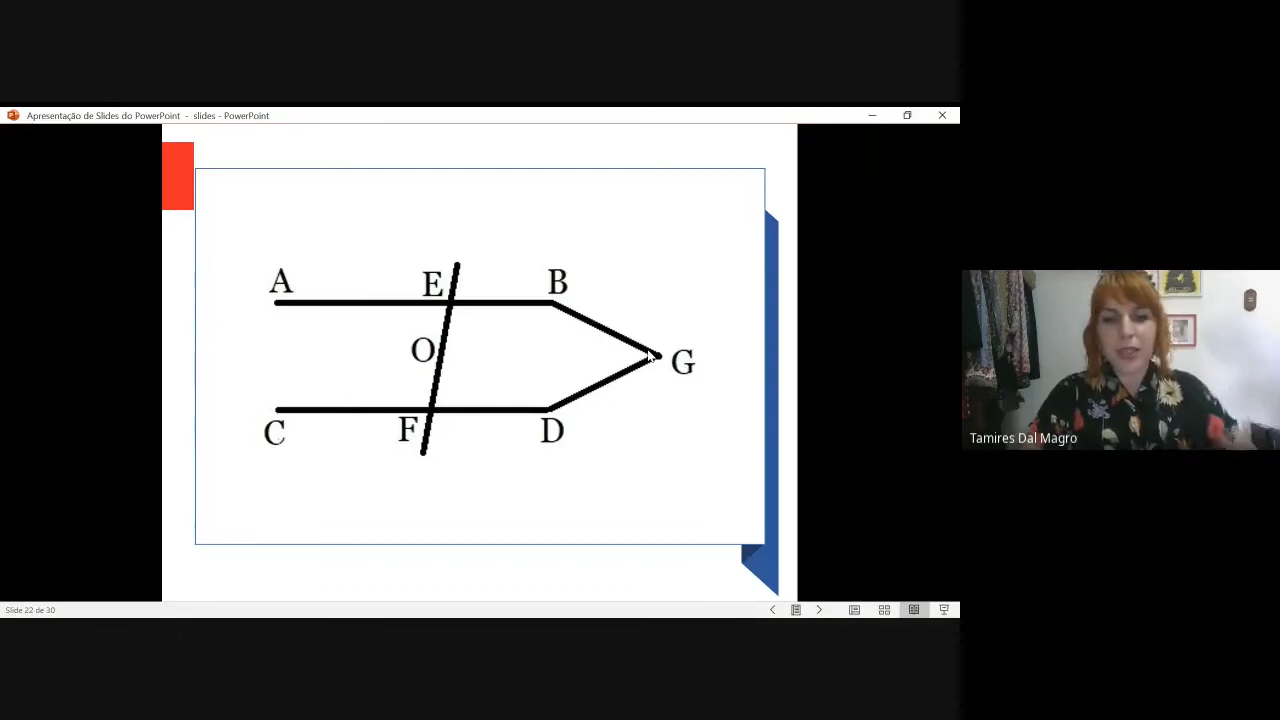 Apresentação de Slides do PowerPoint - slides - PowerPoint
A E B
O
G
C F D
Tamires Dal Magro
Slide 22 de 30